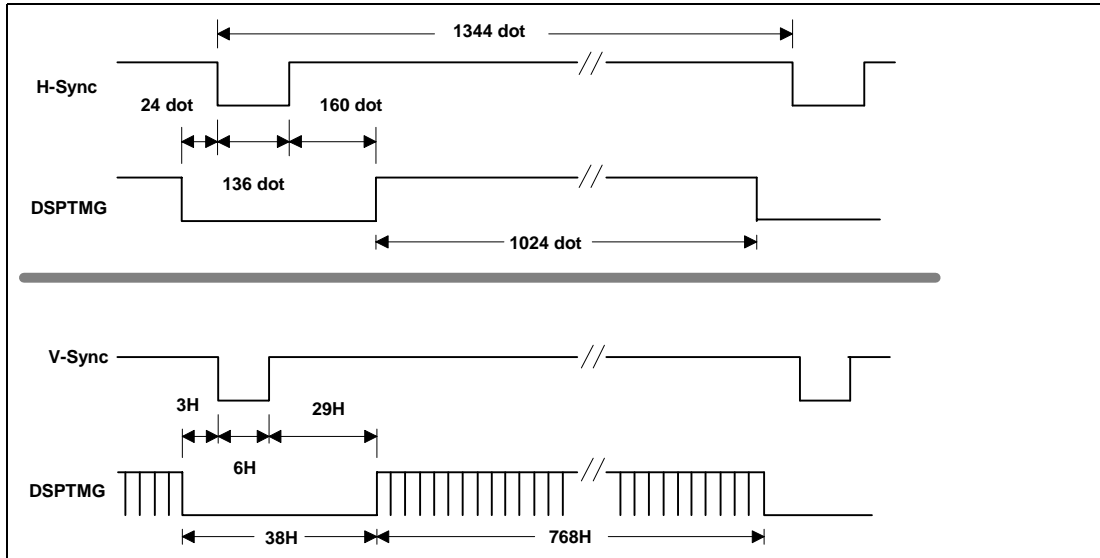 1344 dot
H-Sync
24 dot
160 dot
136 dot
DSPTMG
1024 dot
V-Sync
3H
29H
6H
DSPTMG
38H
768H